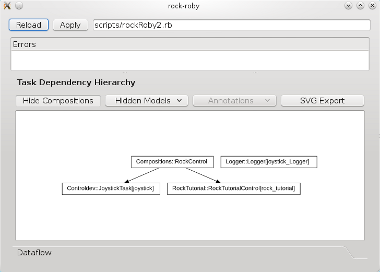 rock-roby
Reload Apply scripts/rockRoby2.rb
Errors
Task Dependency Hierarchy
Hide Compositions Hidden Models Annotations SVG Export
Compositions::RockControl Logger::Logger[joystick_Logger]
Controldev::JoystickTask[joystick] RockTutorial::RockTutorialControl[rock_tutorial]
Dataflow